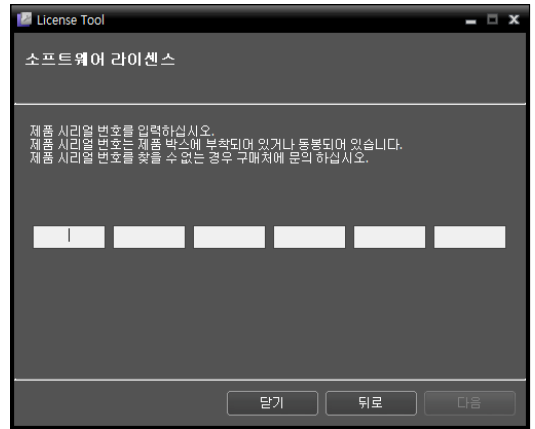 License Tool
소프트웨어 라이센스
제품 시리얼 번호를 입력하십시오.
제품 시리얼 번호는 제품 박스에 부착되어 있거나 동봉되어 있습니다.
제품 시리얼 번호를 찾을 수 없는 경우 구매처에 문의 하십시오.
닫기 뒤로 다음